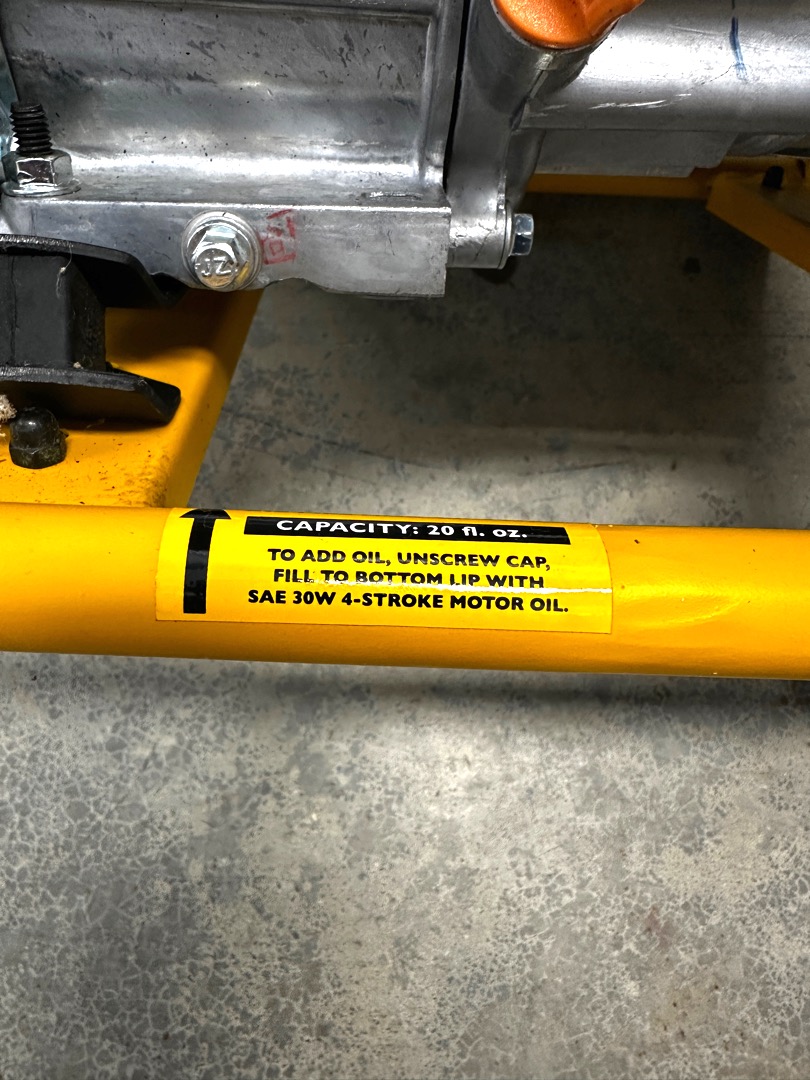 JZ
CAPACITY: 20 fl. oz.
TO ADD OIL, UNSCREW CAP,
FILL TO BOTTOM LIP WITH
SAE 30W 4-STROKE MOTOR OIL.